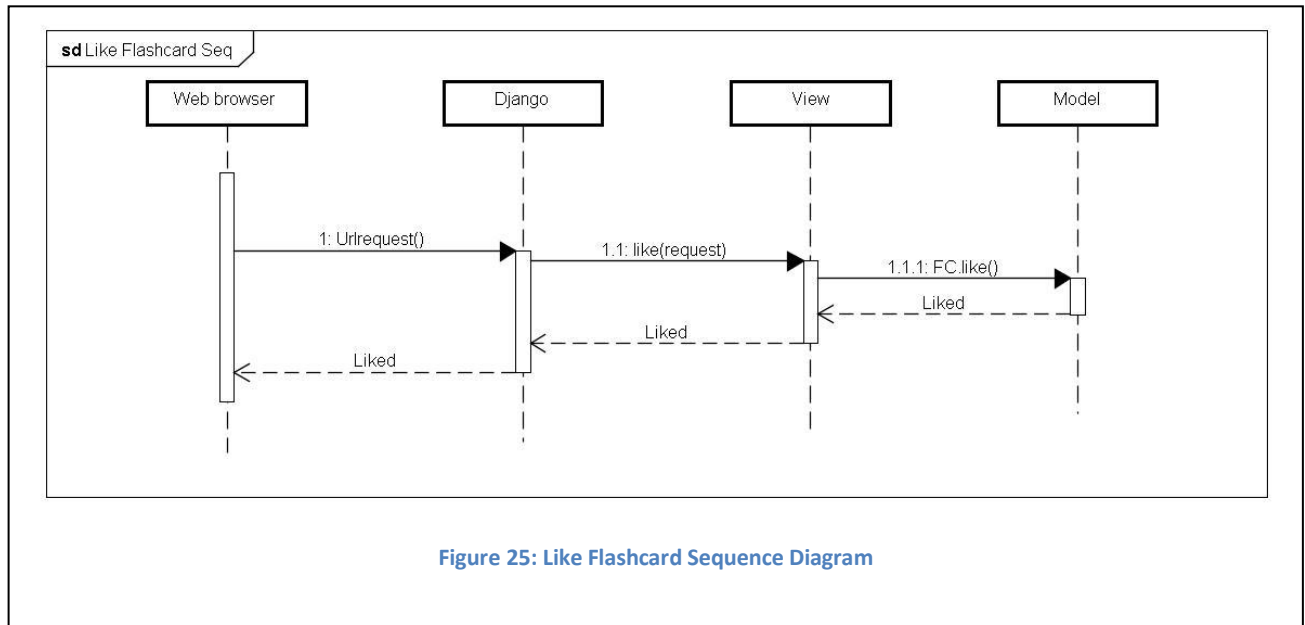 sd Like Flashcard Seq
Web browser
Django
View
Model
1: Urlrequest()
1.1: like(request)
1.1.1: FC.like()
Liked
Liked
Liked
Figure 25: Like Flashcard Sequence Diagram